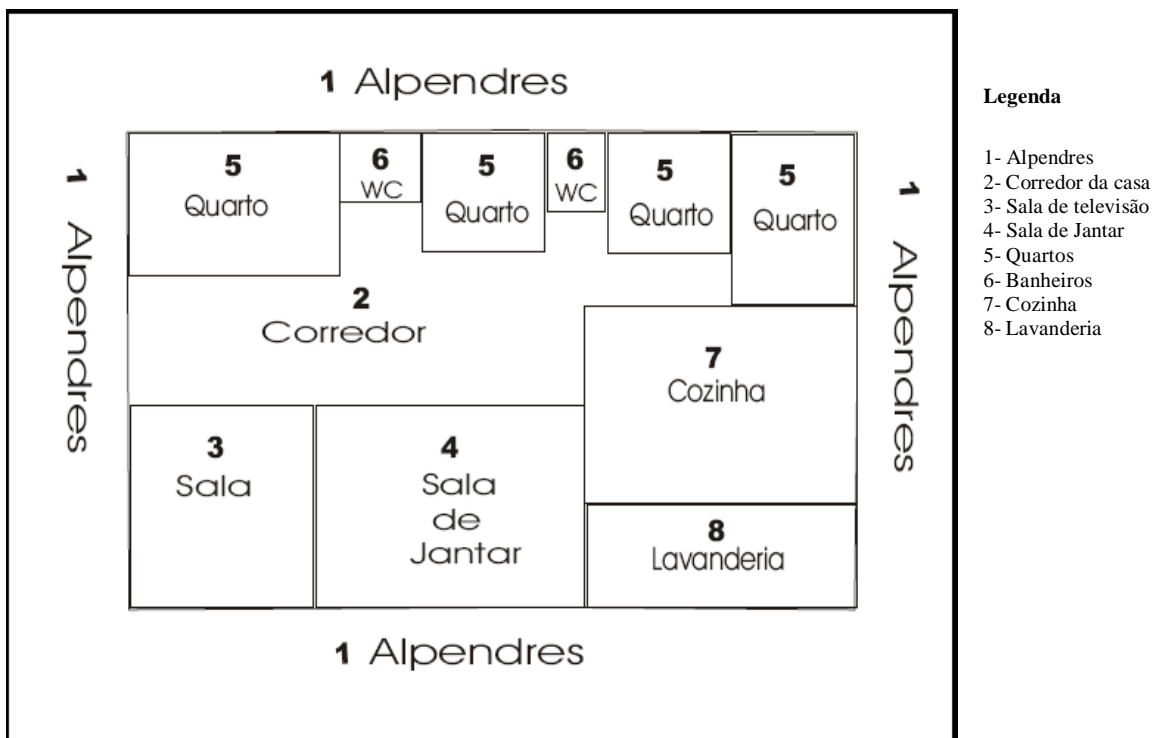 1 Alpendres
1 Alpendres
5
Quarto
6
WC
5
Quarto
6
WC
5
Quarto
5
Quarto
1 Alpendres
2
Corredor
7
Cozinha
3
Sala
4
Sala
de
Jantar
8
Lavanderia
1 Alpendres
Legenda
1- Alpendres
2- Corredor da casa
3- Sala de televisão
4- Sala de Jantar
5- Quartos
6- Banheiros
7- Cozinha
8- Lavanderia